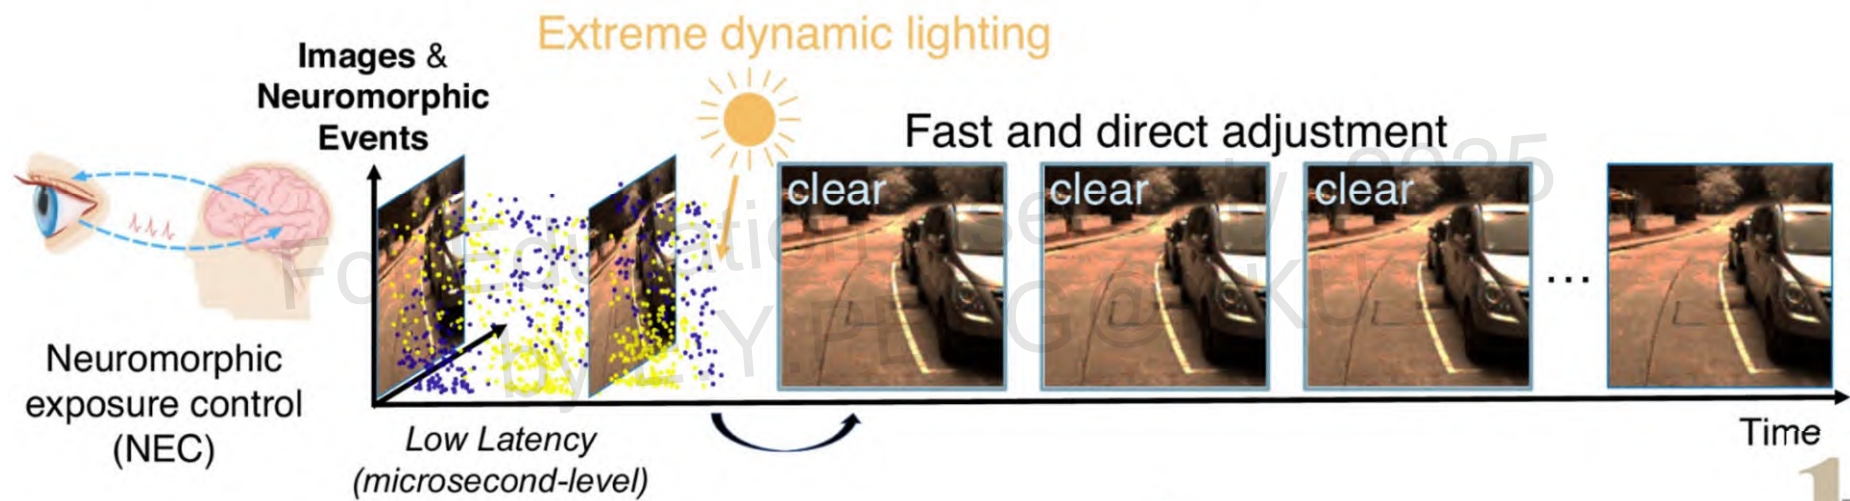 Extreme dynamic lighting
Images &
Neuromorphic
Events
Fast and direct adjustment
clear
clear
clear
...
Neuromorphic
exposure control
(NEC)
Low Latency
(microsecond-level)
Time